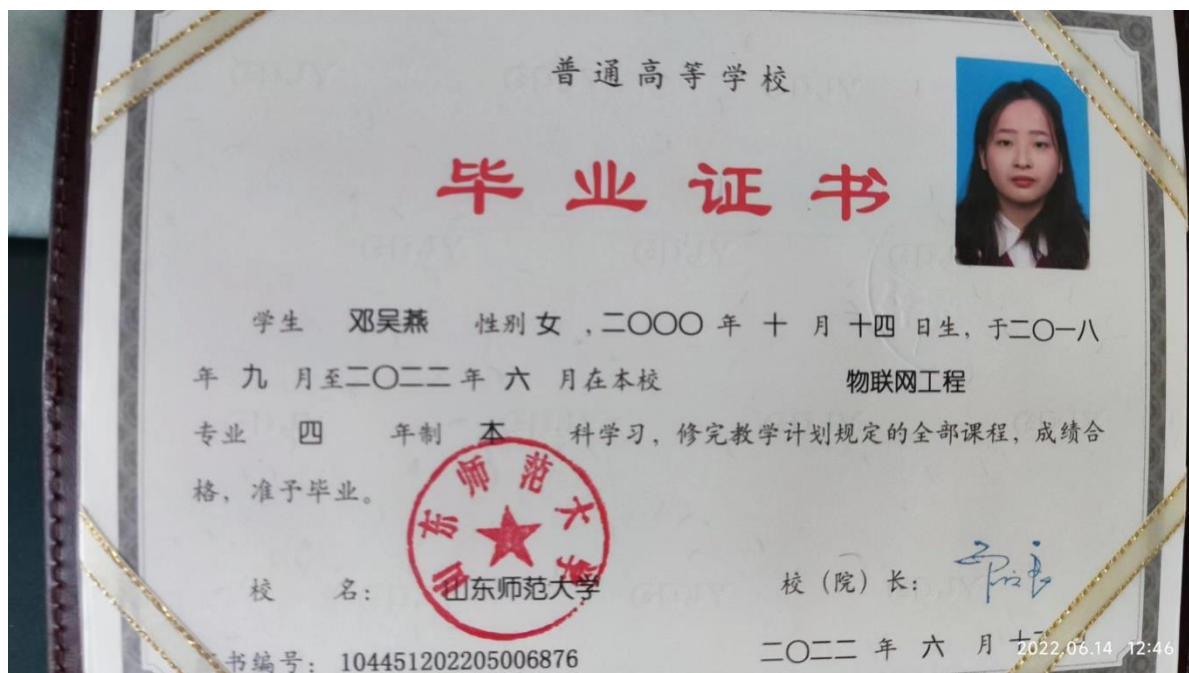 普通高等学校
毕业证书
学生 邓吴燕 性别 女 ,二〇〇〇 年 十 月 十四 日生, 于二〇一八
年 九 月至二〇二二 年 六 月在本校 物联网工程
专业 四 年制 本 科学习, 修完教学计划规定的全部课程, 成绩合
格, 准予毕业。
山东师范大学
校 名: 山东师范大学 校(院)长:
书编号: 104451202205006876 二〇二二 年 六 月
2022.06.14 12:46